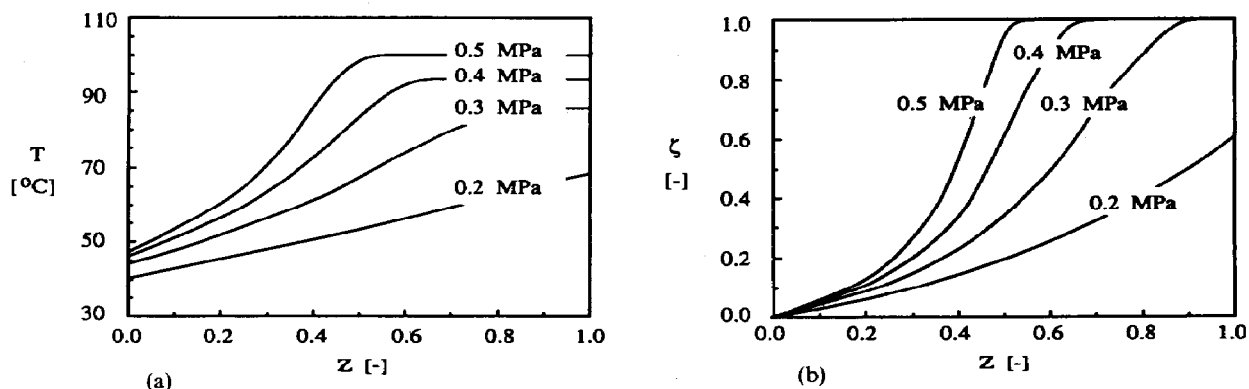 110
90
70
50
30
T
[°C]
0.5 MPa
0.4 MPa
0.3 MPa
0.2 MPa
0.0 0.2 0.4 0.6 0.8 1.0
Z [-]
(a)
1.0
0.8
0.6
0.4
0.2
0.0
ζ
[-]
0.4 MPa
0.5 MPa
0.3 MPa
0.2 MPa
0.0 0.2 0.4 0.6 0.8 1.0
Z [-]
(b)